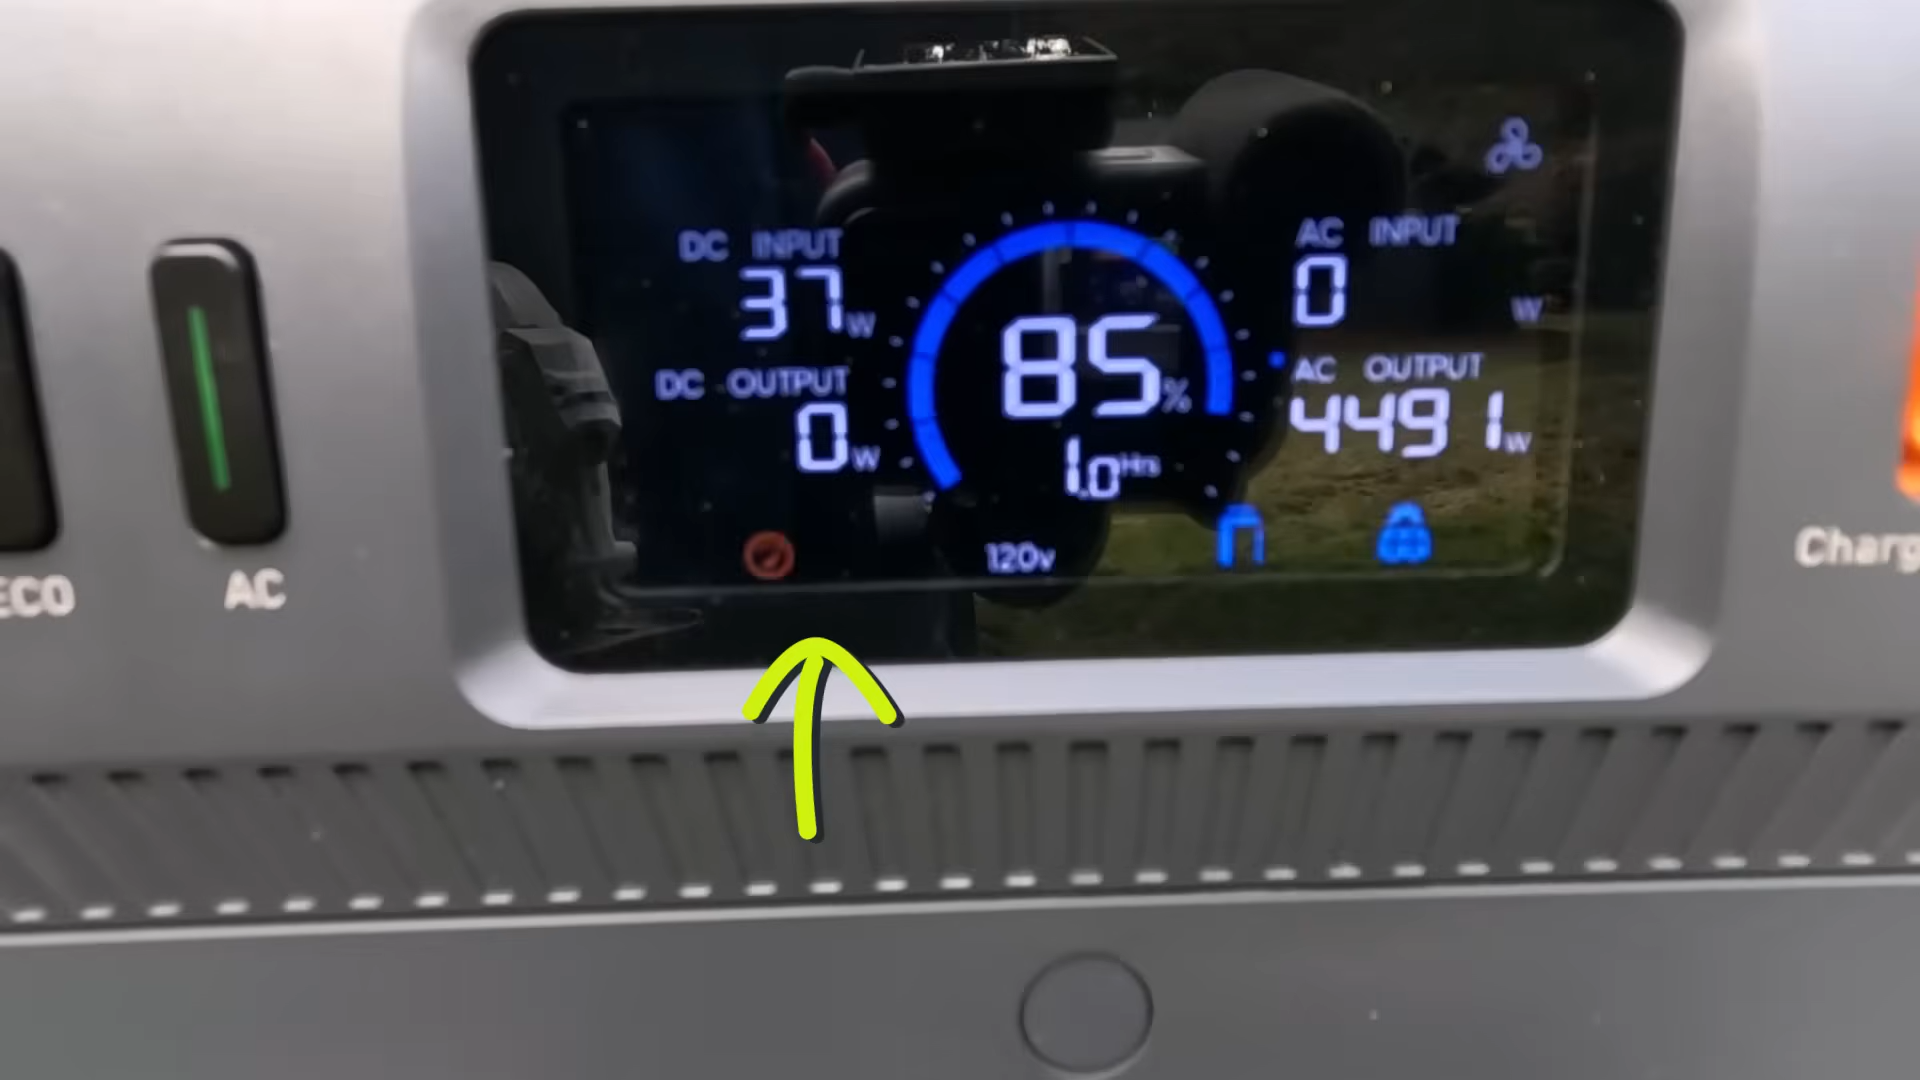 DC INPUT
37W
DC OUTPUT
0W
85%
1.0Hrs
120v
AC INPUT
0 W
AC OUTPUT
4491W
ECO
AC
Charg